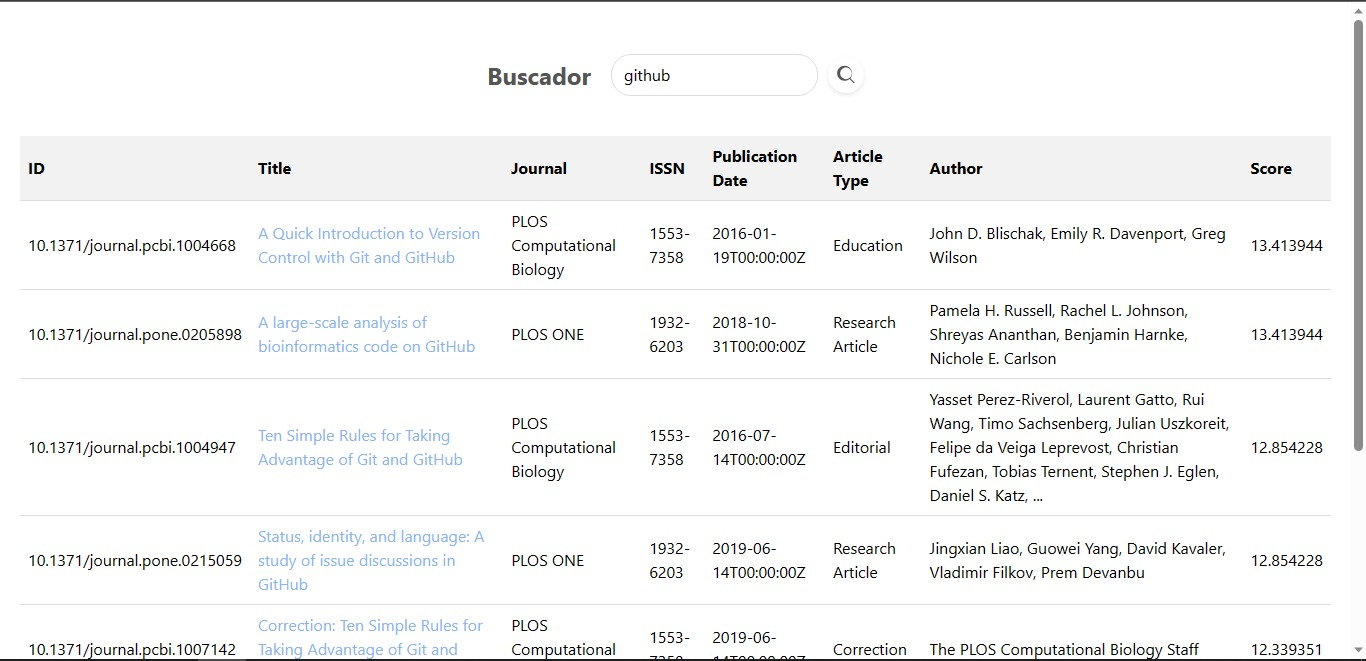 Buscador
github
ID
Title
Journal
ISSN
Publication
Date
Article
Type
Author
Score
10.1371/journal.pcbi.1004668
A Quick Introduction to Version
Control with Git and GitHub
PLOS
Computational
Biology
1553-
7358
2016-01-
19T00:00:00Z
Education
John D. Blischak, Emily R. Davenport, Greg
Wilson
13.413944
10.1371/journal.pone.0205898
A large-scale analysis of
bioinformatics code on GitHub
PLOS ONE
1932-
6203
2018-10-
31T00:00:00Z
Research
Article
Pamela H. Russell, Rachel L. Johnson,
Shreyas Ananthan, Benjamin Harnke,
Nichole E. Carlson
13.413944
10.1371/journal.pcbi.1004947
Ten Simple Rules for Taking
Advantage of Git and GitHub
PLOS
Computational
Biology
1553-
7358
2016-07-
14T00:00:00Z
Editorial
Yasset Perez-Riverol, Laurent Gatto, Rui
Wang, Timo Sachsenberg, Julian Uszkoreit,
Felipe da Veiga Leprevost, Christian
Fufezan, Tobias Ternent, Stephen J. Eglen,
Daniel S. Katz, ...
12.854228
10.1371/journal.pone.0215059
Status, identity, and language: A
study of issue discussions in
GitHub
PLOS ONE
1932-
6203
2019-06-
14T00:00:00Z
Research
Article
Jingxian Liao, Guowei Yang, David Kavaler,
Vladimir Filkov, Prem Devanbu
12.854228
10.1371/journal.pcbi.1007142
Correction: Ten Simple Rules for
Taking Advantage of Git and
PLOS
Computational
1553-
2019-06-
Correction
The PLOS Computational Biology Staff
12.339351